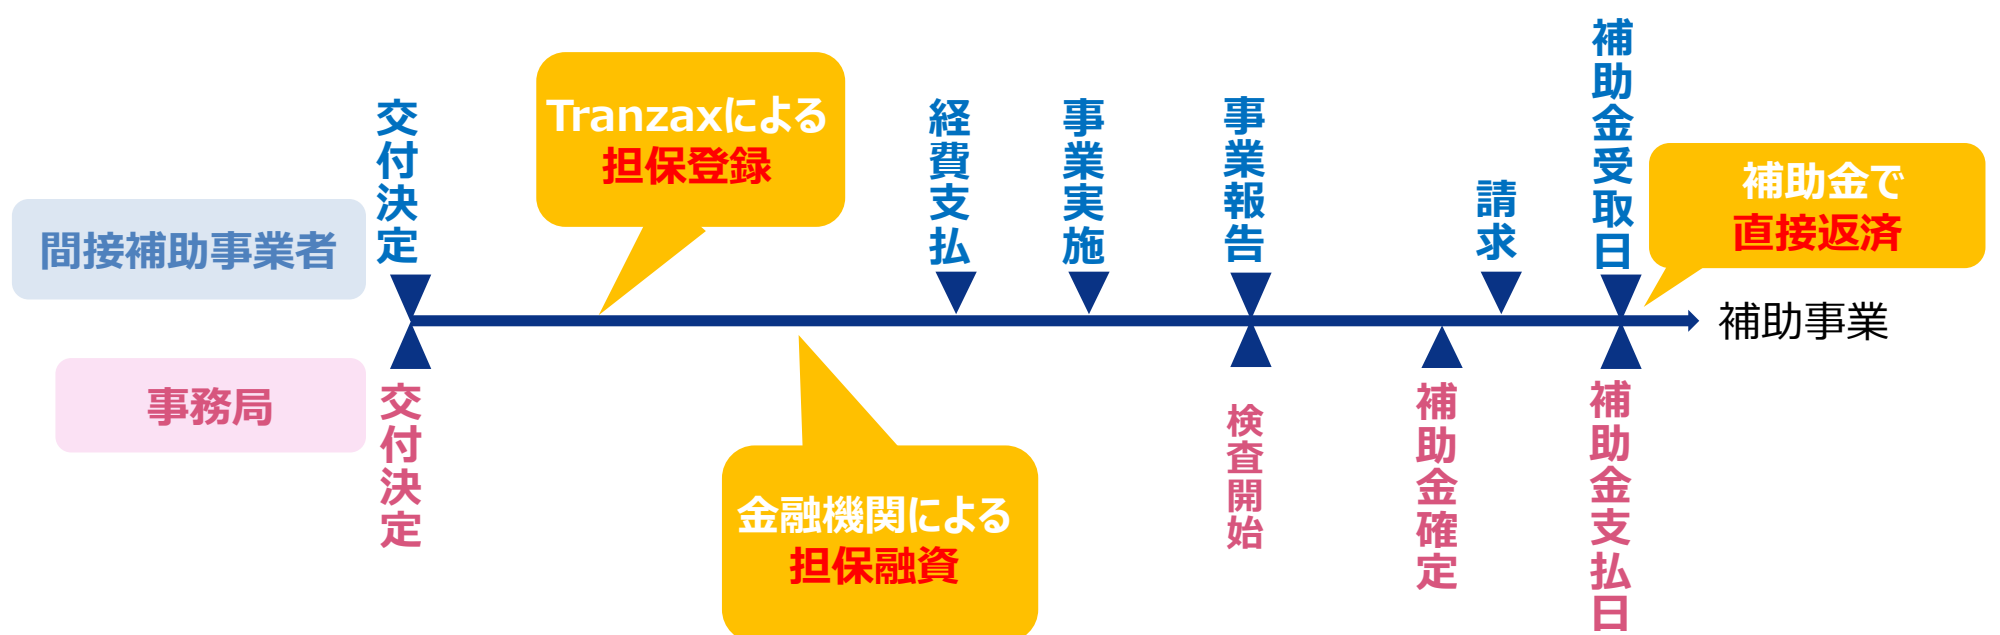 間接補助事業者
交付決定
Tranzaxによる
担保登録
経費支払
事業実施
事業報告
請求
補助金受取日
補助金で
直接返済
補助事業
事務局
交付決定
金融機関による
担保融資
検査開始
補助金確定
補助金支払日